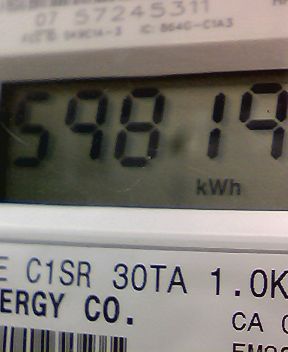 07 57245311
59819
kWh
E C1SR 30TA 1.0K
ERGY CO.
CA